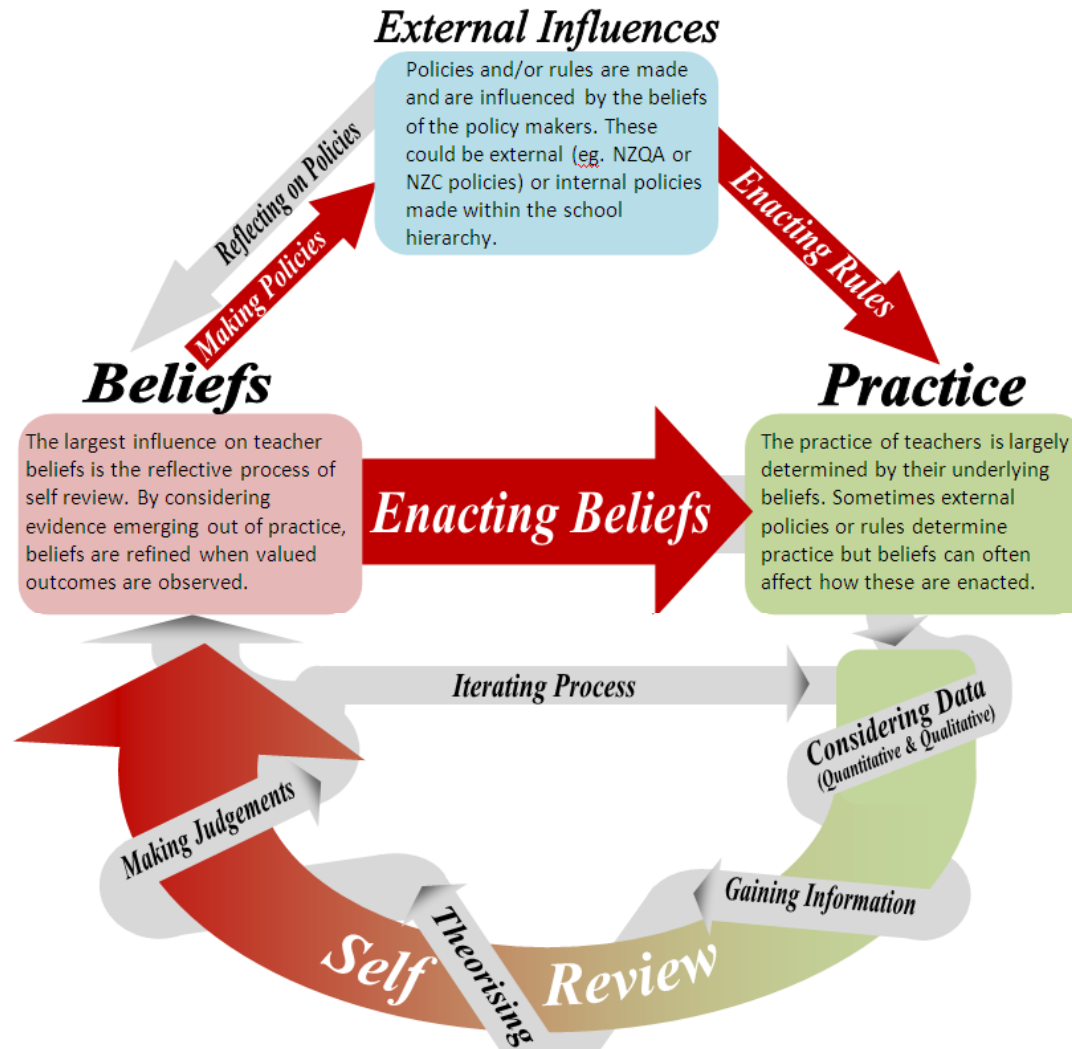 External Influences
Policies and/or rules are made
and are influenced by the beliefs
of the policy makers. These
could be external (eg. NZQA or
NZC policies) or internal policies
made within the school
hierarchy.
Reflecting on Policies
Making Policies
Enacting Rules
Beliefs
The largest influence on teacher
beliefs is the reflective process of
self review. By considering
evidence emerging out of practice,
beliefs are refined when valued
outcomes are observed.
Enacting Beliefs
Practice
The practice of teachers is largely
determined by their underlying
beliefs. Sometimes external
policies or rules determine
practice but beliefs can often
affect how these are enacted.
Iterating Process
Considering Data
(Quantitative & Qualitative)
Gaining Information
Theorising
Making Judgements
Self Review